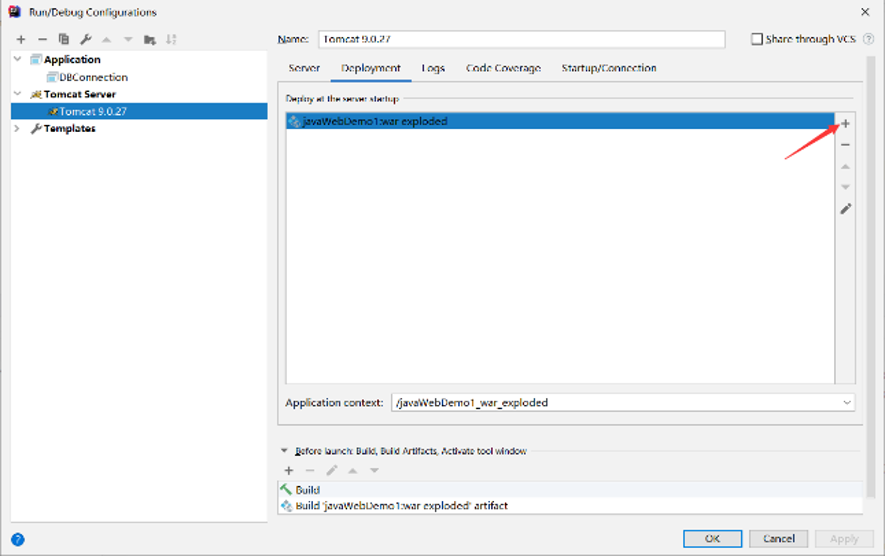 Run/Debug Configurations
Name: Tomcat 9.0.27
Share through VCS
Application
DBConnection
Tomcat Server
Tomcat 9.0.27
Templates
Server Deployment Logs Code Coverage Startup/Connection
Deploy at the server startup
javaWebDemo1:war exploded
Application context: /javaWebDemo1_war_exploded
Before launch: Build, Build Artifacts, Activate tool window
Build
Build 'javaWebDemo1:war exploded' artifact
OK Cancel Apply